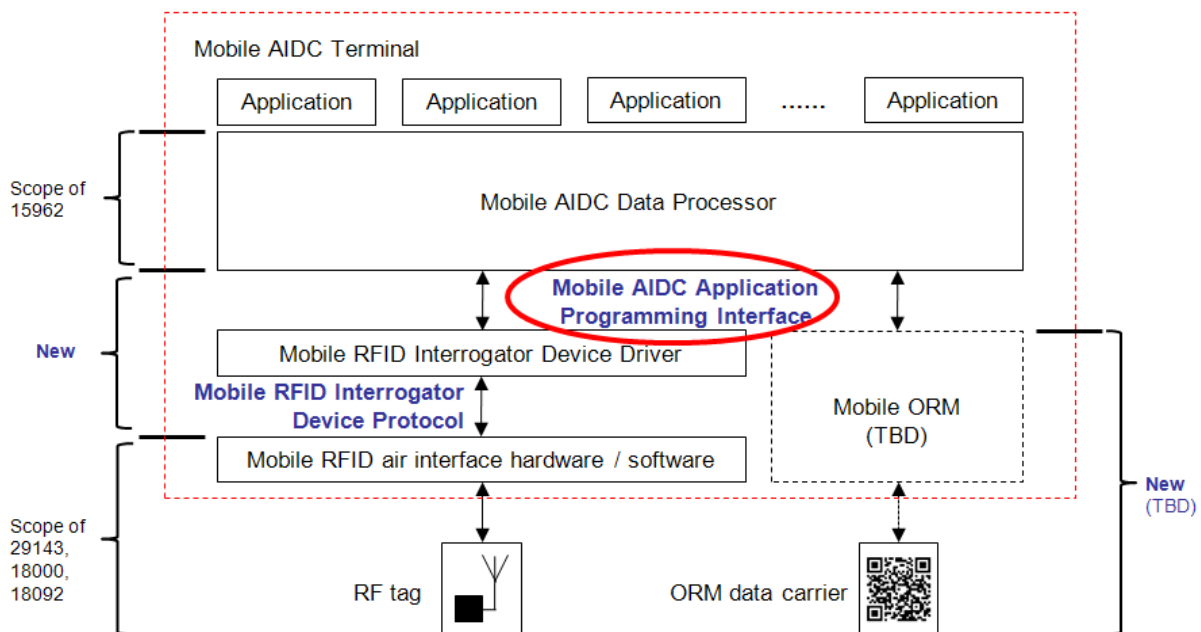 Mobile AIDC Terminal
Application
Application
Application
......
Application
Scope of
15962
Mobile AIDC Data Processor
Mobile AIDC Application
Programming Interface
New
Mobile RFID Interrogator Device Driver
Mobile RFID Interrogator
Device Protocol
Mobile ORM
(TBD)
Mobile RFID air interface hardware / software
New
(TBD)
Scope of
29143,
18000,
18092
RF tag
ORM data carrier